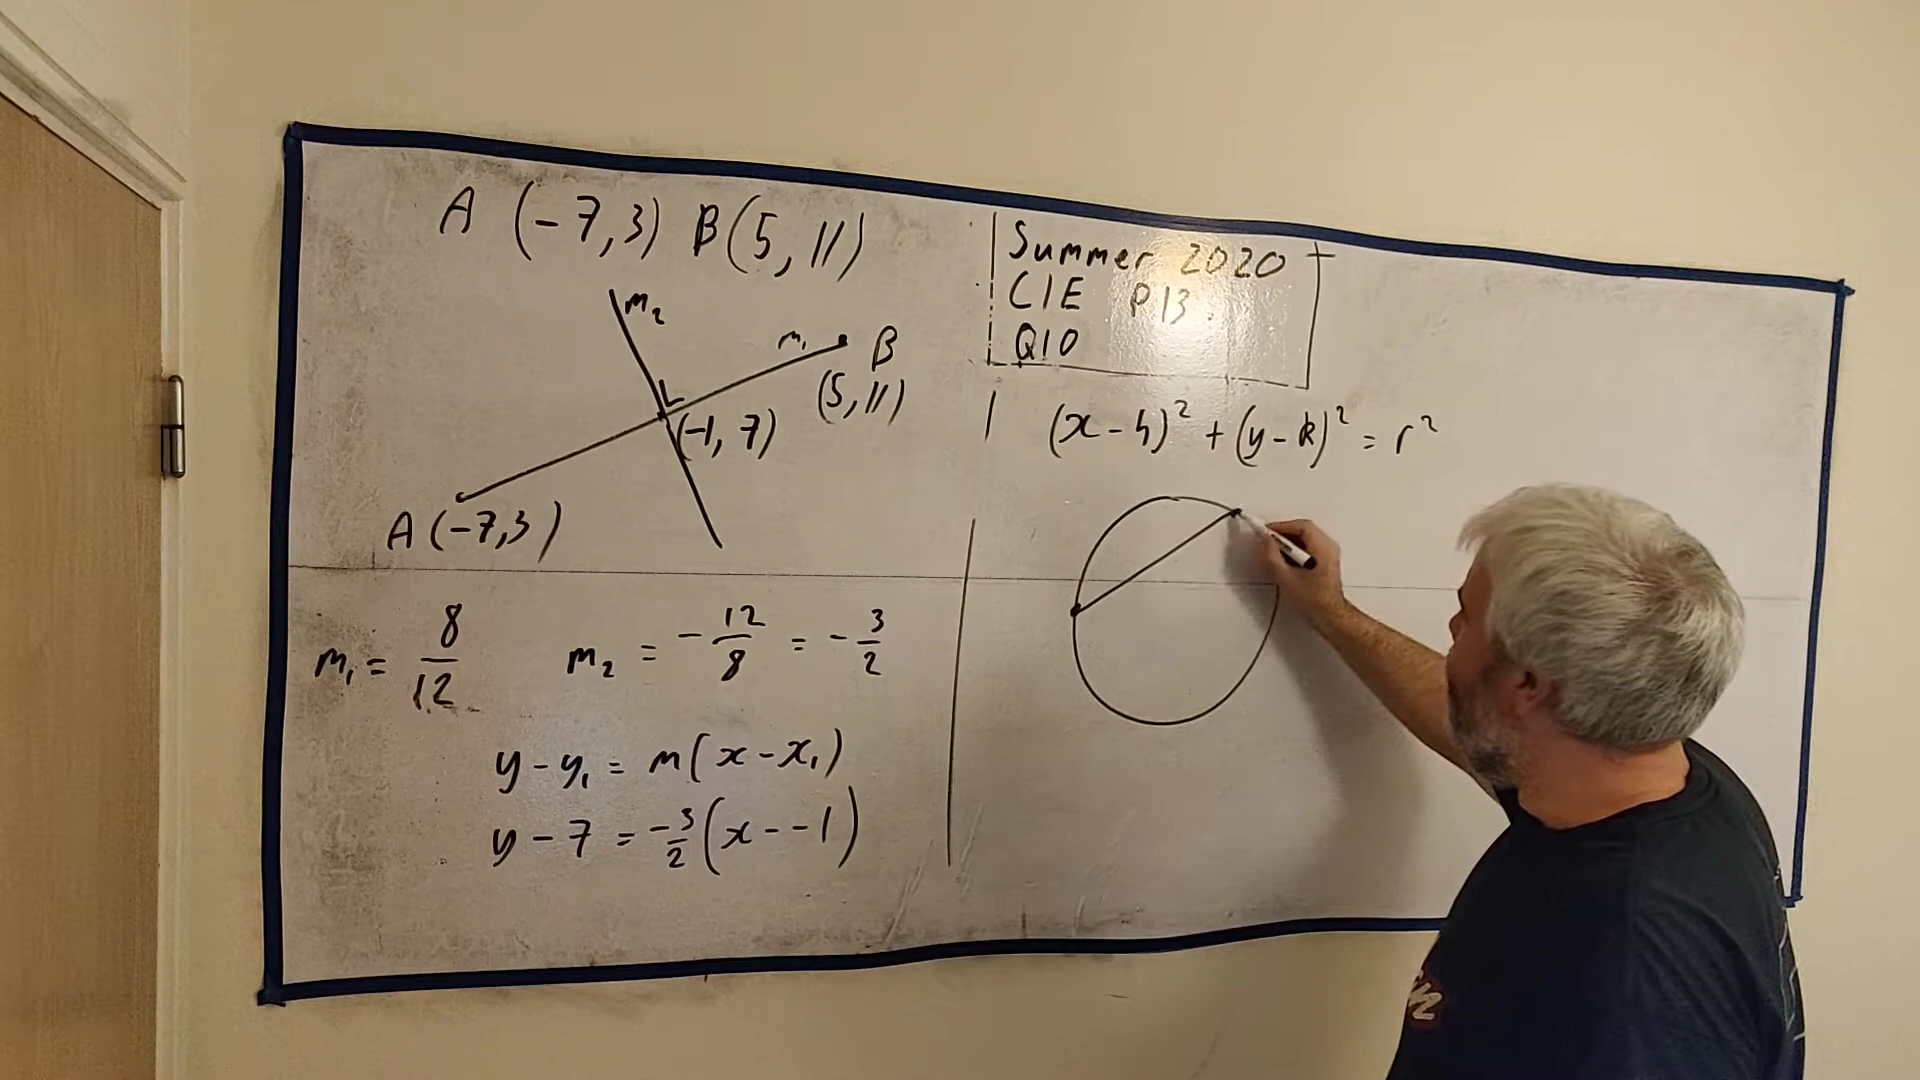 A (-7,3) B(5,11)
m₂
m₁
B
(5,11)
(-1, 7)
A(-7,3)
m₁ = 8/12
m₂ = -12/8 = -3/2
y - y₁ = m(x - x₁)
y - 7 = -3/2(x - -1)
Summer 2020
CIE P13.
Q10
(x - h)² + (y - k)² = r²